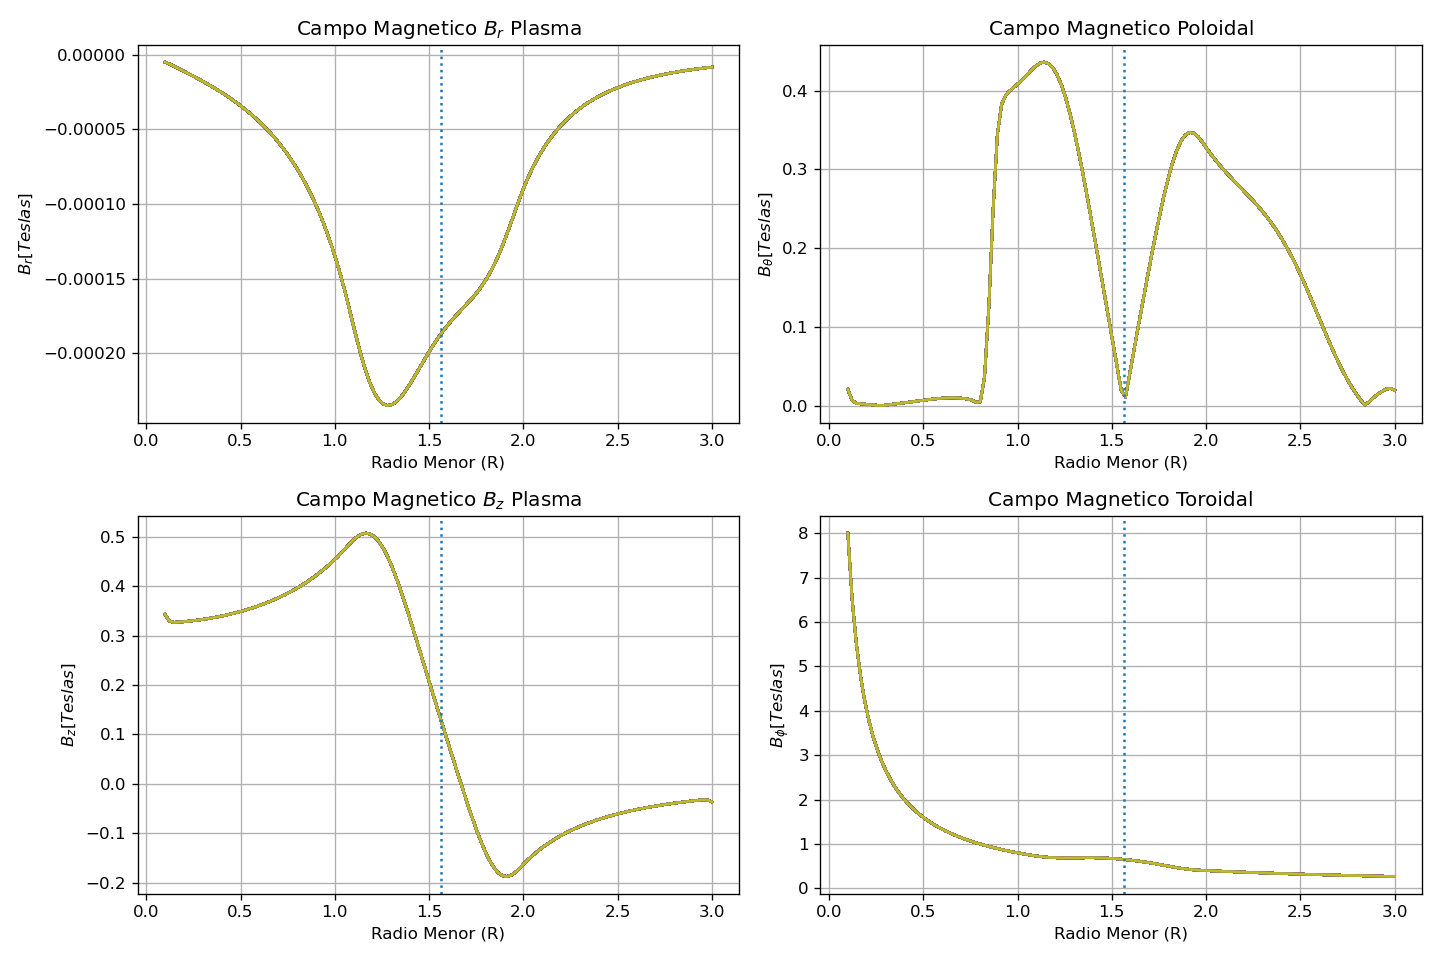 Campo Magnetico $B_r$ Plasma
0.00000
−0.00005
−0.00010
−0.00015
−0.00020
$B_r[Teslas]$
0.0 0.5 1.0 1.5 2.0 2.5 3.0
Radio Menor (R)
Campo Magnetico Poloidal
0.4
0.3
0.2
0.1
0.0
$B_\theta[Teslas]$
0.0 0.5 1.0 1.5 2.0 2.5 3.0
Radio Menor (R)
Campo Magnetico $B_z$ Plasma
0.5
0.4
0.3
0.2
0.1
0.0
−0.1
−0.2
$B_z[Teslas]$
0.0 0.5 1.0 1.5 2.0 2.5 3.0
Radio Menor (R)
Campo Magnetico Toroidal
8
7
6
5
4
3
2
1
0
$B_\phi[Teslas]$
0.0 0.5 1.0 1.5 2.0 2.5 3.0
Radio Menor (R)